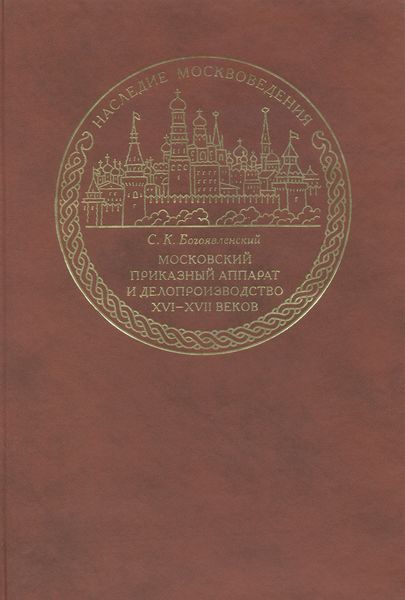 НАСЛЕДИЕ МОСКВОВЕДЕНИЯ
С. К. Богоявленский
МОСКОВСКИЙ
ПРИКАЗНЫЙ АППАРАТ
И ДЕЛОПРОИЗВОДСТВО
XVI–XVII ВЕКОВ